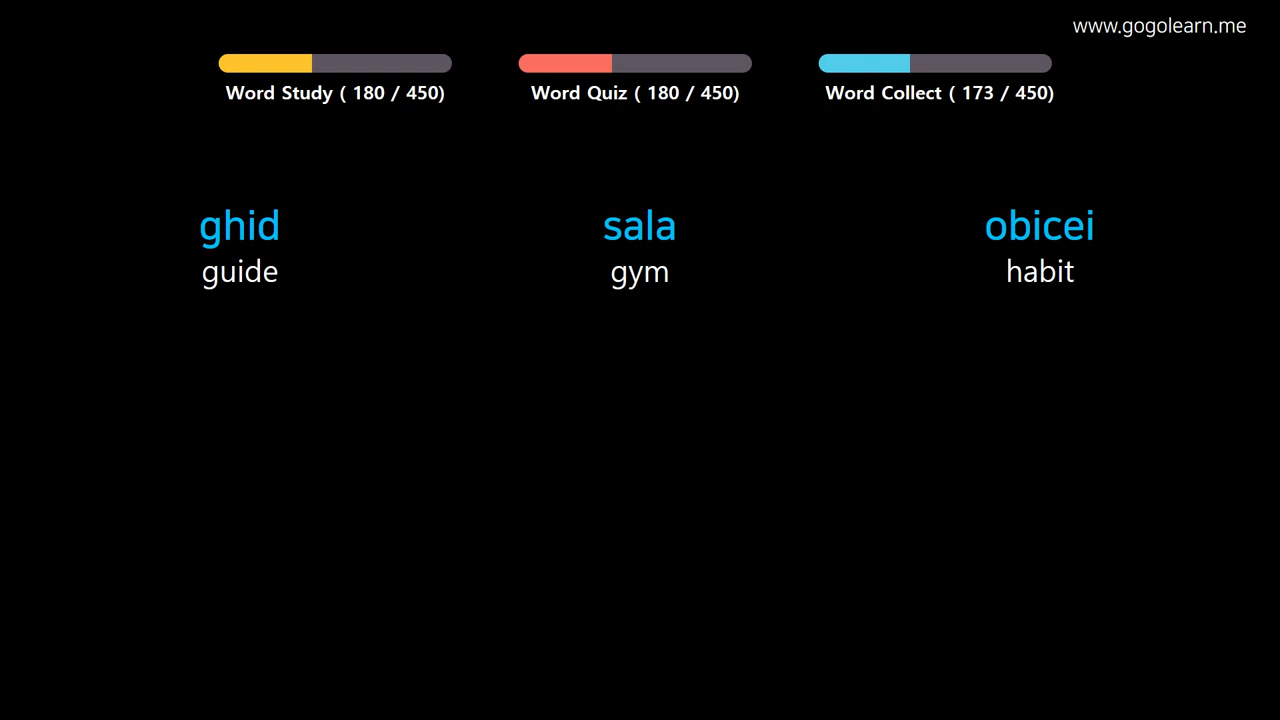 www.gogolearn.me
Word Study ( 180 / 450)
Word Quiz ( 180 / 450)
Word Collect ( 173 / 450)
ghid
sala
obicei
guide
gym
habit